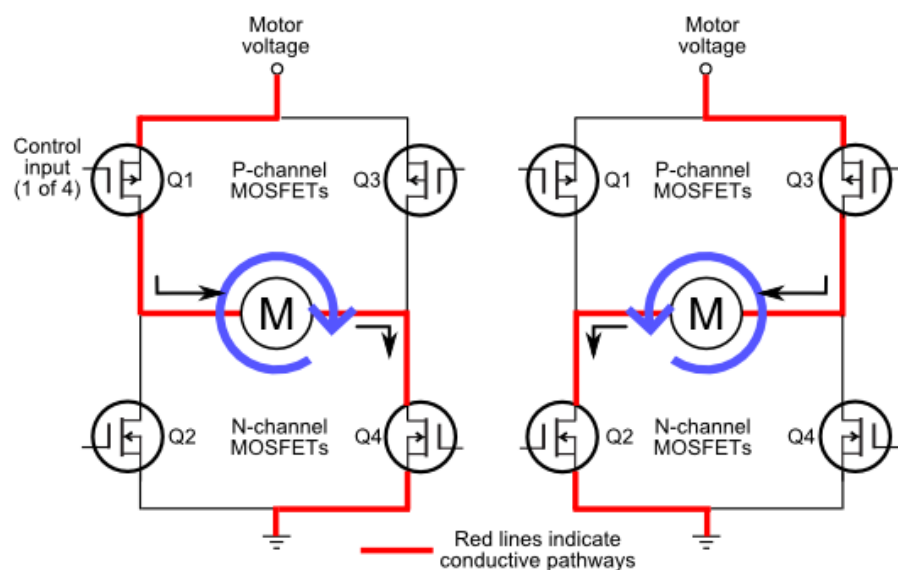 Motor
voltage
Control
input
(1 of 4)
Q1
P-channel
MOSFETs
Q3
M
Q2
N-channel
MOSFETs
Q4
Motor
voltage
Q1
P-channel
MOSFETs
Q3
M
Q2
N-channel
MOSFETs
Q4
Red lines indicate
conductive pathways